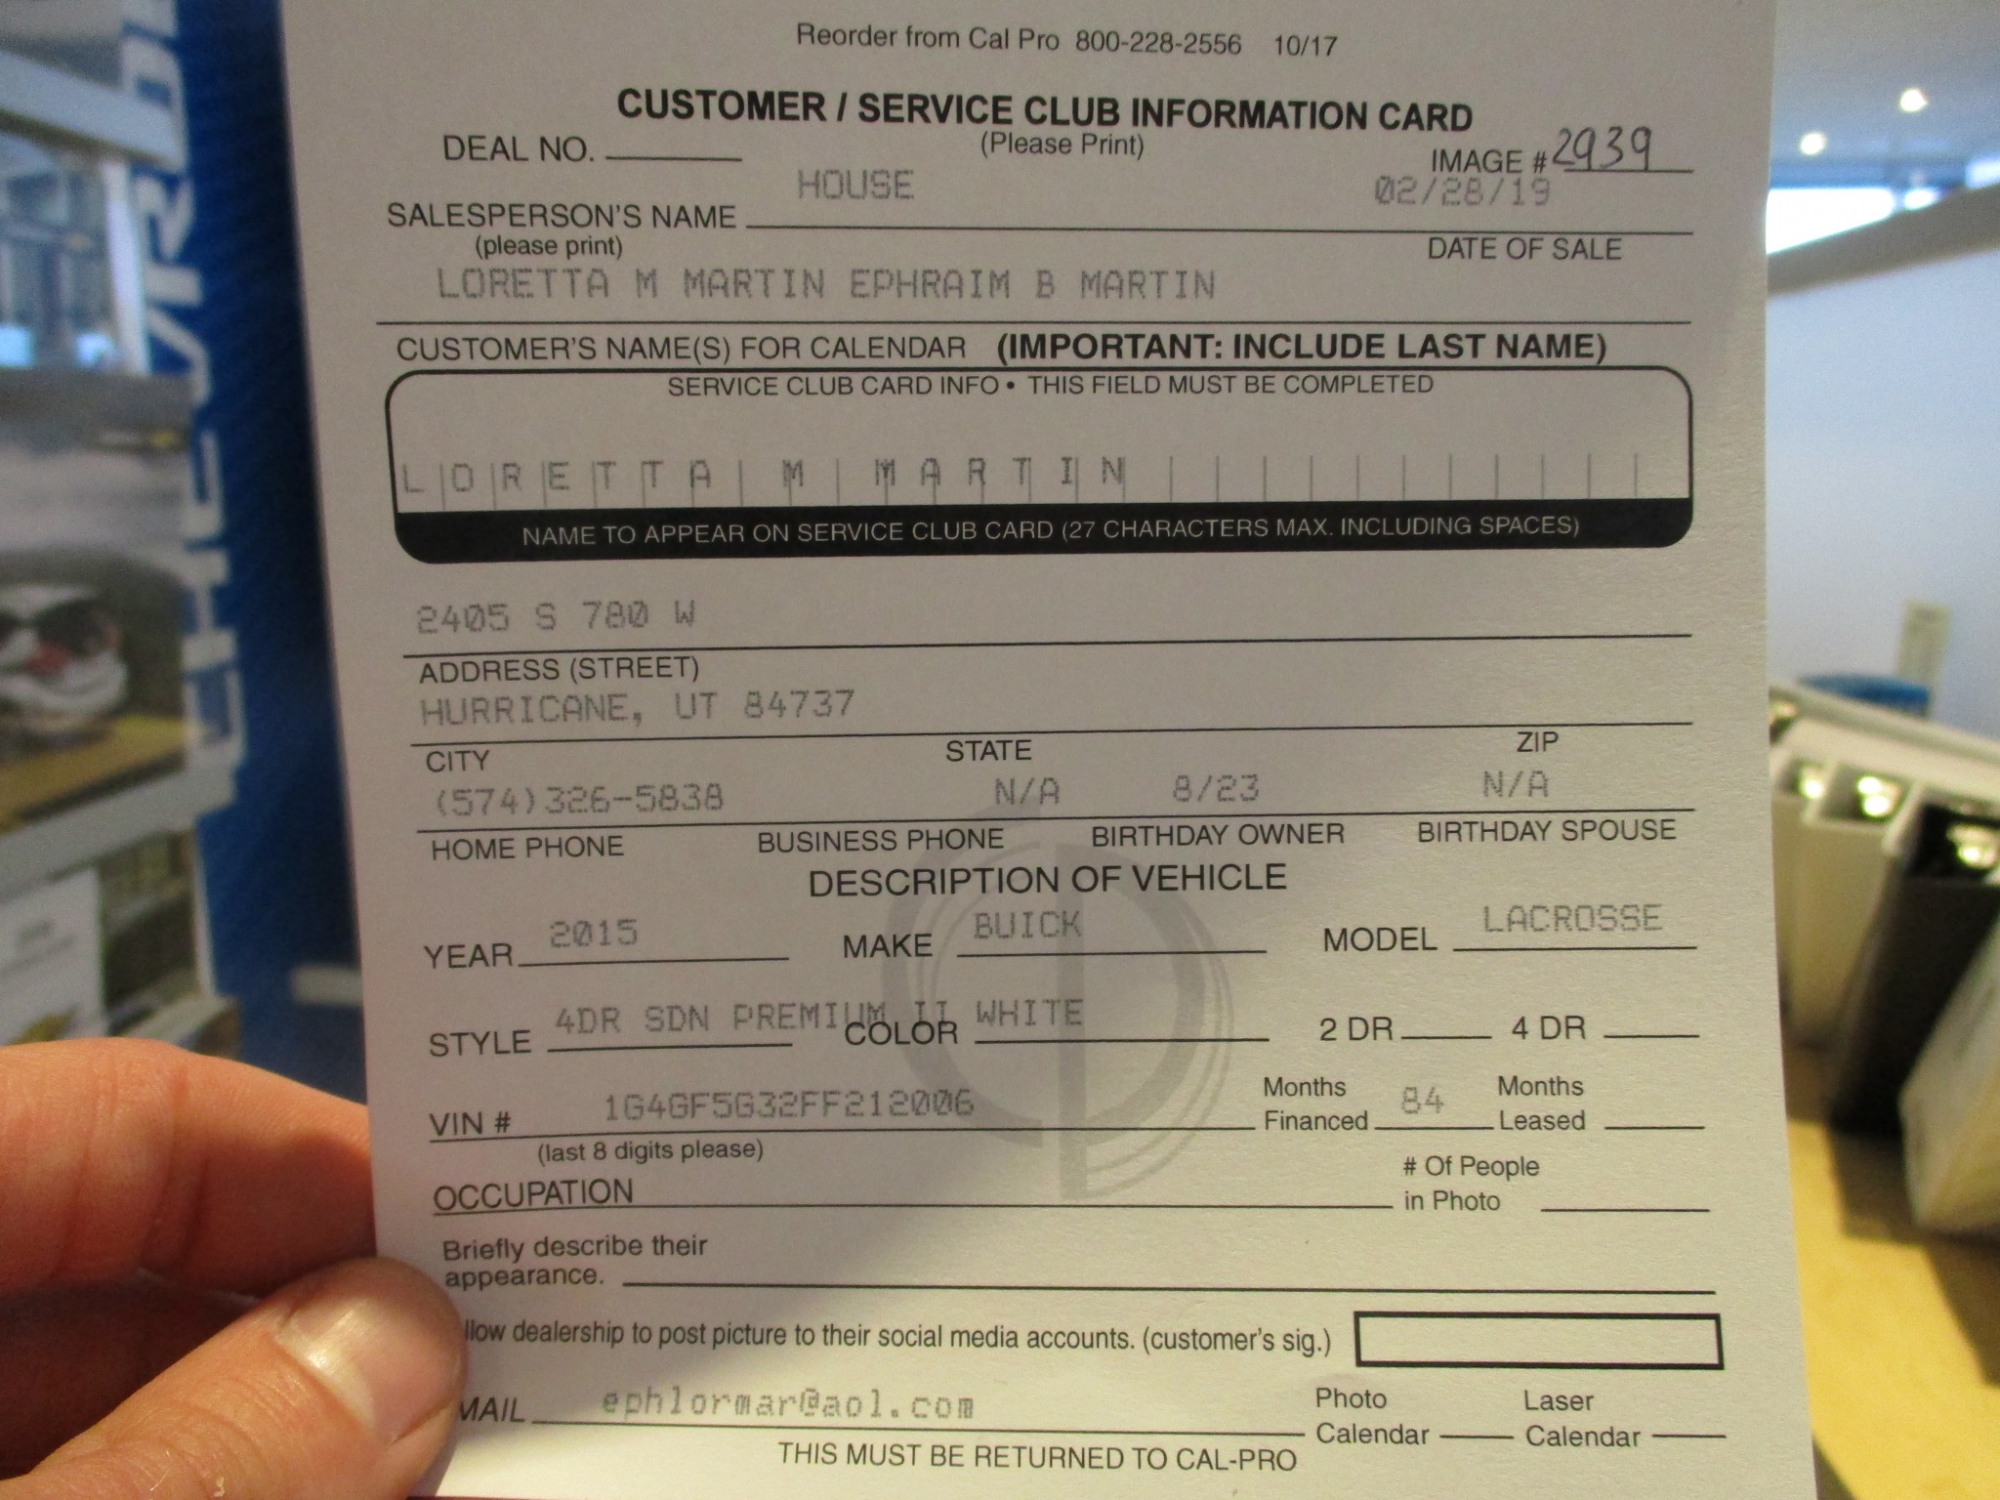 Reorder from Cal Pro 800-228-2556 10/17
CUSTOMER / SERVICE CLUB INFORMATION CARD
DEAL NO. (Please Print) IMAGE # 2939
HOUSE 02/28/19
SALESPERSON'S NAME
(please print) DATE OF SALE
LORETTA M MARTIN EPHRAIM B MARTIN
CUSTOMER'S NAME(S) FOR CALENDAR (IMPORTANT: INCLUDE LAST NAME)
SERVICE CLUB CARD INFO • THIS FIELD MUST BE COMPLETED
LORETTA M MARTIN
NAME TO APPEAR ON SERVICE CLUB CARD (27 CHARACTERS MAX. INCLUDING SPACES)
2405 S 780 W
ADDRESS (STREET)
HURRICANE, UT 84737
CITY STATE ZIP
(574)326-5838 N/A 8/23 N/A
HOME PHONE BUSINESS PHONE BIRTHDAY OWNER BIRTHDAY SPOUSE
DESCRIPTION OF VEHICLE
YEAR 2015 MAKE BUICK MODEL LACROSSE
STYLE 4DR SDN PREMIUM II COLOR WHITE 2 DR 4 DR
VIN # 1G4GF5G32FF212006 Months Financed 84 Months Leased
(last 8 digits please)
OCCUPATION # Of People in Photo
Briefly describe their
appearance.
llow dealership to post picture to their social media accounts. (customer's sig.)
MAIL ephlormar@aol.com Photo Calendar Laser Calendar
THIS MUST BE RETURNED TO CAL-PRO
CHEVROL